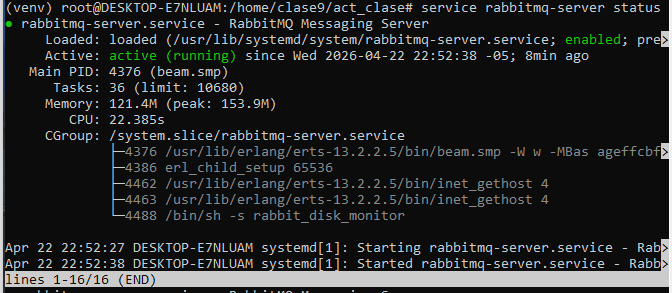 (venv) root@DESKTOP-E7NLUAM:/home/clase9/act_clase# service rabbitmq-server status
● rabbitmq-server.service - RabbitMQ Messaging Server
Loaded: loaded (/usr/lib/systemd/system/rabbitmq-server.service; enabled; pre>
Active: active (running) since Wed 2026-04-22 22:52:38 -05; 8min ago
Main PID: 4376 (beam.smp)
Tasks: 36 (limit: 10680)
Memory: 121.4M (peak: 153.9M)
CPU: 22.385s
CGroup: /system.slice/rabbitmq-server.service
├─4376 /usr/lib/erlang/erts-13.2.2.5/bin/beam.smp -W w -MBas ageffcbf>
├─4386 erl_child_setup 65536
├─4462 /usr/lib/erlang/erts-13.2.2.5/bin/inet_gethost 4
├─4463 /usr/lib/erlang/erts-13.2.2.5/bin/inet_gethost 4
└─4488 /bin/sh -s rabbit_disk_monitor
Apr 22 22:52:27 DESKTOP-E7NLUAM systemd[1]: Starting rabbitmq-server.service - Rab>
Apr 22 22:52:38 DESKTOP-E7NLUAM systemd[1]: Started rabbitmq-server.service - Rabb>
lines 1-16/16 (END)